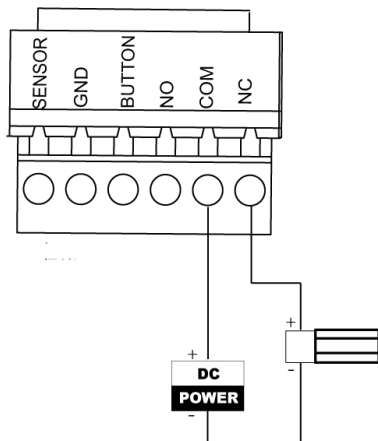 SENSOR
GND
BUTTON
NO
COM
NC
+
-
+
DC
POWER
-